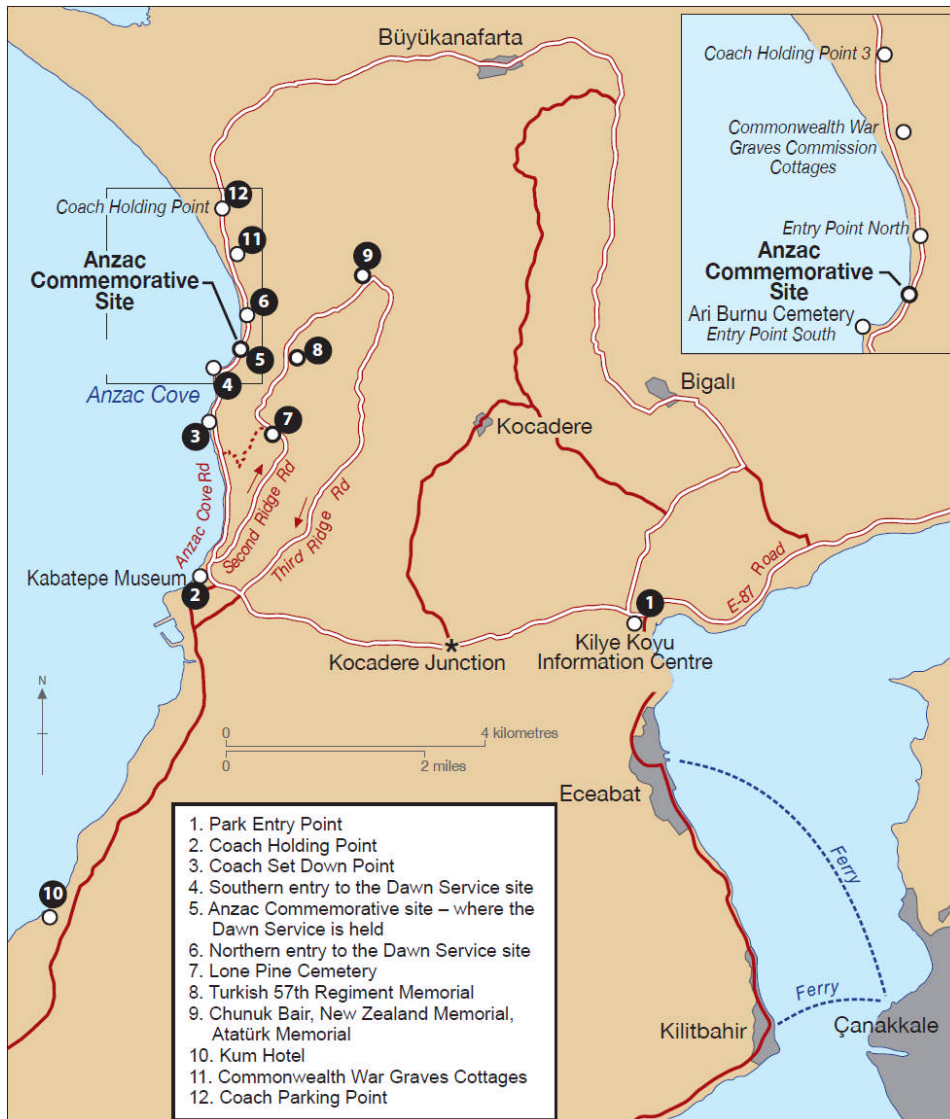 Büyükanafarta
12
Coach Holding Point
11
Anzac
Commemorative
Site
6
5
4
Anzac Cove
3
9
8
7
Kocadere
Bigalı
Anzac Cove Rd
Second Ridge Rd
Third Ridge Rd
E-87 Road
Kabatepe Museum
2
1
Kilye Koyu
Information Centre
Kocadere Junction
*
N
0
4 kilometres
0
2 miles
Eceabat
Ferry
Ferry
Kilitbahir
Çanakkale
10
Coach Holding Point 3
Commonwealth War
Graves Commission
Cottages
Entry Point North
Anzac
Commemorative
Site
Ari Burnu Cemetery
Entry Point South
1. Park Entry Point
2. Coach Holding Point
3. Coach Set Down Point
4. Southern entry to the Dawn Service site
5. Anzac Commemorative site – where the
Dawn Service is held
6. Northern entry to the Dawn Service site
7. Lone Pine Cemetery
8. Turkish 57th Regiment Memorial
9. Chunuk Bair, New Zealand Memorial,
Atatürk Memorial
10. Kum Hotel
11. Commonwealth War Graves Cottages
12. Coach Parking Point